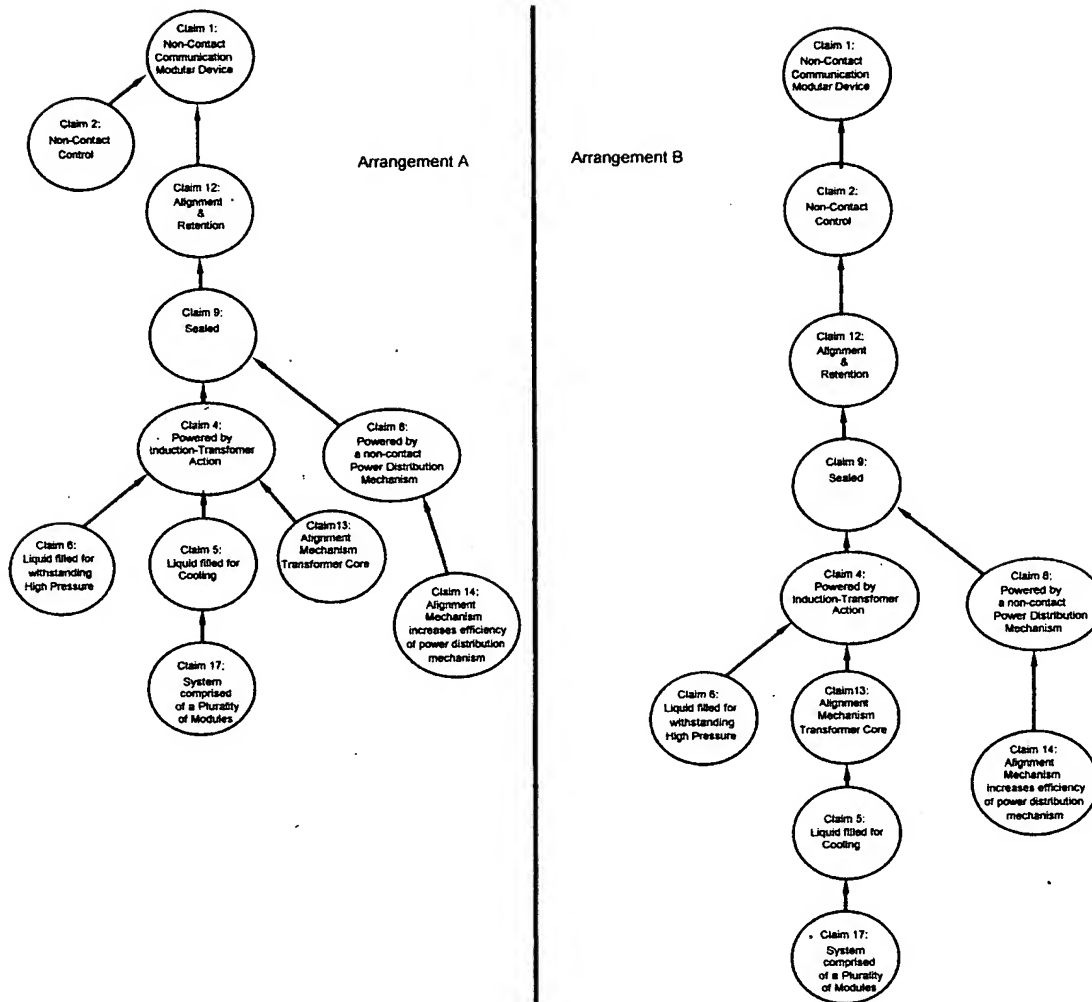 Claim 1:
Non-Contact
Communication
Modular Device
Claim 2:
Non-Contact
Control
Arrangement A
Claim 12:
Alignment
&
Retention
Claim 9:
Sealed
Claim 4:
Powered by
Induction-Transfomer
Action
Claim 8:
Powered by
a non-contact
Power Distribution
Mechanism
Claim 6:
Liquid filled for
withstanding
High Pressure
Claim 5:
Liquid filled for
Cooling
Claim13:
Alignment
Mechanism
Transformer Core
Claim 14:
Alignment
Mechanism
increases efficiency
of power distribution
mechanism
Claim 17:
System
comprised
of a Plurality
of Modules
Arrangement B
Claim 1:
Non-Contact
Communication
Modular Device
Claim 2:
Non-Contact
Control
Claim 12:
Alignment
&
Retention
Claim 9:
Sealed
Claim 4:
Powered by
Induction-Transfomer
Action
Claim 8:
Powered by
a non-contact
Power Distribution
Mechanism
Claim 6:
Liquid filled for
withstanding
High Pressure
Claim13:
Alignment
Mechanism
Transformer Core
Claim 14:
Alignment
Mechanism
increases efficiency
of power distribution
mechanism
Claim 5:
Liquid filled for
Cooling
Claim 17:
System
comprised
of a Plurality
of Modules